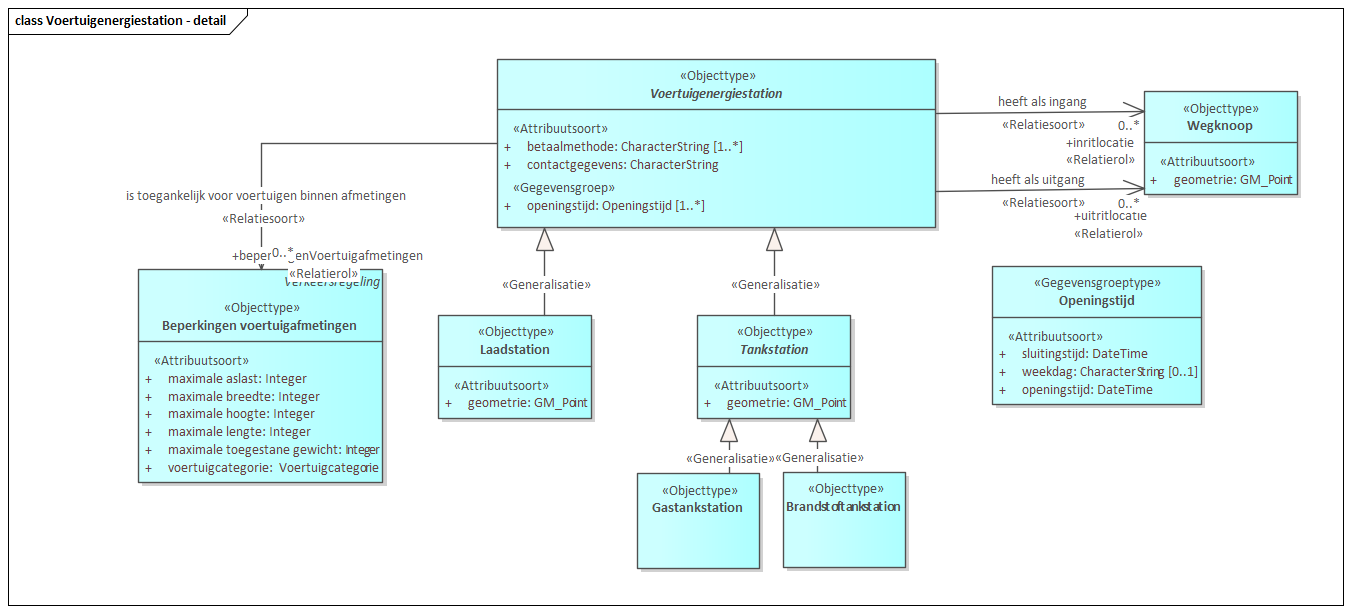 class Voertuigenergiestation - detail
«Objecttype»
Voertuigenergiestation
«Attribuutsoort»
+ betaalmethode: CharacterString [1..*]
+ contactgegevens: CharacterString
«Gegevensgroep»
+ openingstijd: Openingstijd [1..*]
heeft als ingang
«Relatiesoort»
0..*
+inritlocatie
«Relatierol»
heeft als uitgang
«Relatiesoort»
0..*
+uitritlocatie
«Relatierol»
«Objecttype»
Wegknoop
«Attribuutsoort»
+ geometrie: GM_Point
is toegankelijk voor voertuigen binnen afmetingen
«Relatiesoort»
0..*
«Relatierol»
Verkeersregeling
«Objecttype»
Beperkingen voertuigafmetingen
«Attribuutsoort»
+ maximale aslast: Integer
+ maximale breedte: Integer
+ maximale hoogte: Integer
+ maximale lengte: Integer
+ maximale toegestane gewicht: Integer
+ voertuigcategorie: Voertuigcategorie
«Generalisatie»
«Generalisatie»
«Objecttype»
Laadstation
«Attribuutsoort»
+ geometrie: GM_Point
«Objecttype»
Tankstation
«Attribuutsoort»
+ geometrie: GM_Point
«Gegevensgroeptype»
Openingstijd
«Attribuutsoort»
+ sluitingstijd: DateTime
+ weekdag: CharacterString [0..1]
+ openingstijd: DateTime
«Generalisatie»
«Generalisatie»
«Objecttype»
Gastankstation
«Objecttype»
Brandstoftankstation